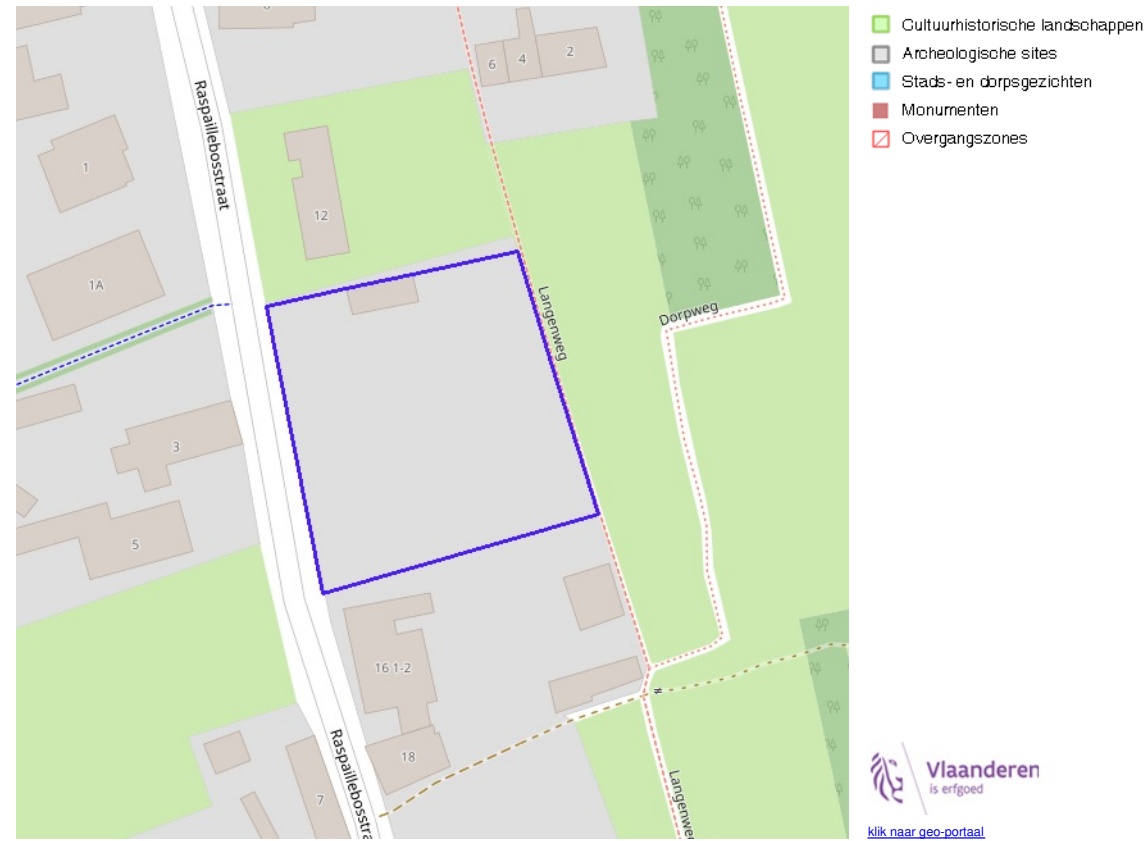 Cultuurhistorische landschappen
Archeologische sites
Stads- en dorpsgezichten
Monumenten
Overgangszones
6
4
2
Raspaillebosstraat
1
12
1A
Langenweg
Dorpweg
3
5
16 1-2
18
7
Raspaillebosstra
Langenweg
Vlaanderen
is erfgoed
klik naar geo-portaal